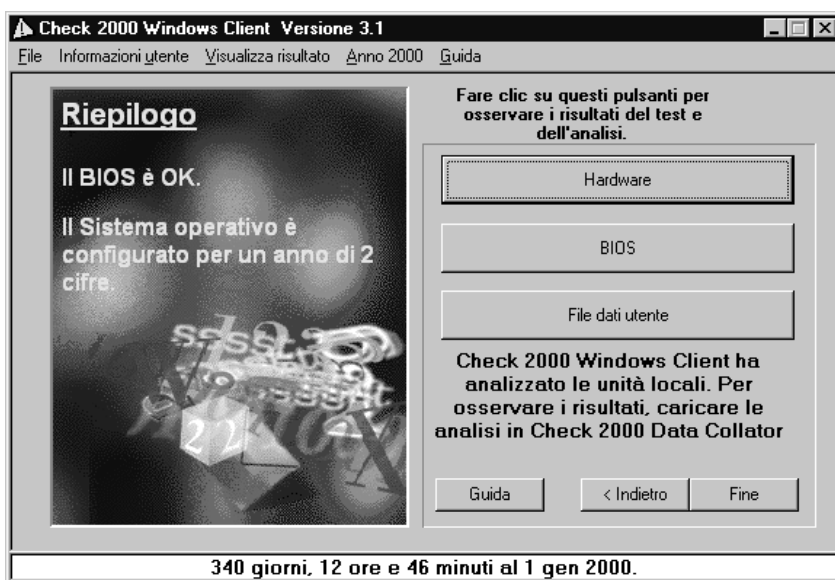 Check 2000 Windows Client Versione 3.1
File Informazioni utente Visualizza risultato Anno 2000 Guida
Riepilogo
Il BIOS è OK.
Il Sistema operativo è
configurato per un anno di 2
cifre.
22
Fare clic su questi pulsanti per
osservare i risultati del test e
dell'analisi.
Hardware
BIOS
File dati utente
Check 2000 Windows Client ha
analizzato le unità locali. Per
osservare i risultati, caricare le
analisi in Check 2000 Data Collator
Guida
< Indietro
Fine
340 giorni, 12 ore e 46 minuti al 1 gen 2000.